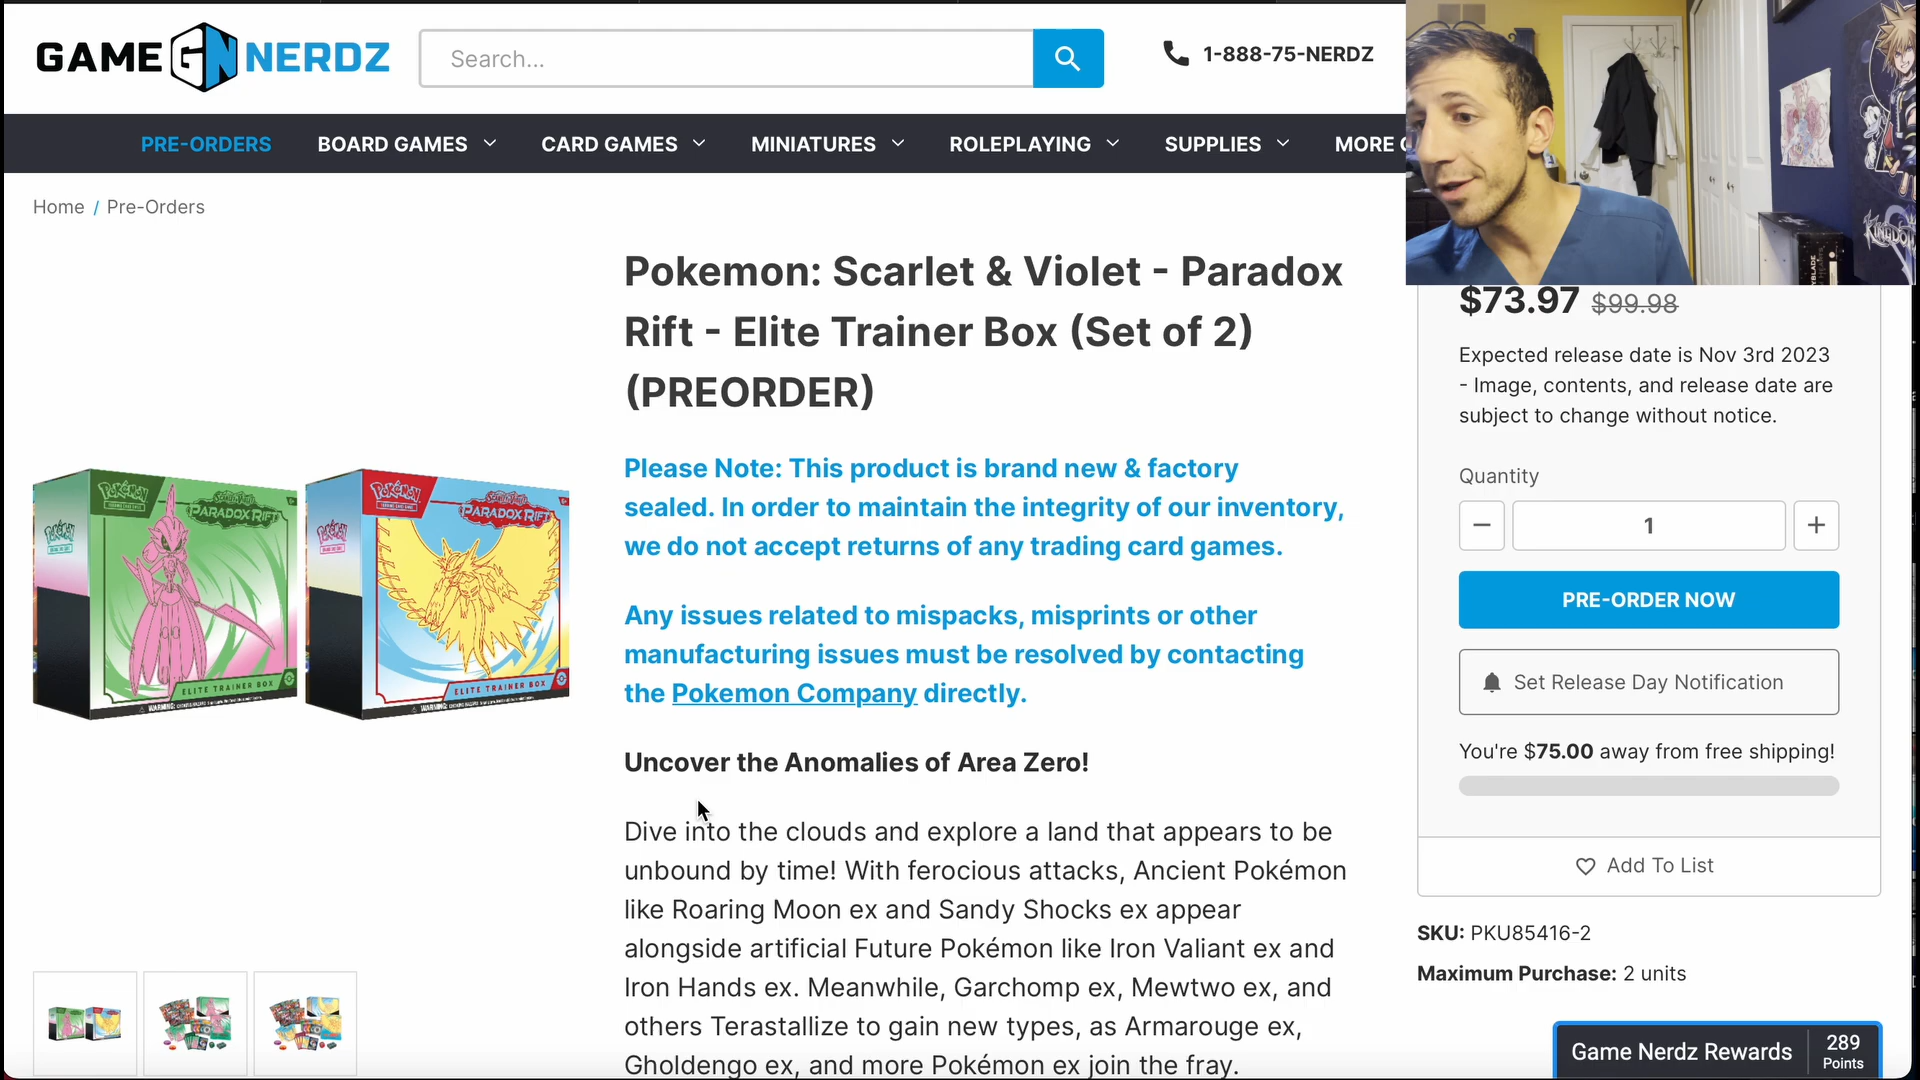 GAME GN NERDZ
Search...
1-888-75-NERDZ
PRE-ORDERS
BOARD GAMES
CARD GAMES
MINIATURES
ROLEPLAYING
SUPPLIES
MORE
Home / Pre-Orders
Pokemon: Scarlet & Violet - Paradox
Rift - Elite Trainer Box (Set of 2)
(PREORDER)
Please Note: This product is brand new & factory
sealed. In order to maintain the integrity of our inventory,
we do not accept returns of any trading card games.
Any issues related to mispacks, misprints or other
manufacturing issues must be resolved by contacting
the Pokemon Company directly.
Uncover the Anomalies of Area Zero!
Dive into the clouds and explore a land that appears to be
unbound by time! With ferocious attacks, Ancient Pokémon
like Roaring Moon ex and Sandy Shocks ex appear
alongside artificial Future Pokémon like Iron Valiant ex and
Iron Hands ex. Meanwhile, Garchomp ex, Mewtwo ex, and
others Terastallize to gain new types, as Armarouge ex,
Gholdengo ex, and more Pokémon ex join the fray.
POKÉMON
SCARLET & VIOLET
PARADOX RIFT
ELITE TRAINER BOX
WARNING:
POKÉMON
SCARLET & VIOLET
PARADOX RIFT
ELITE TRAINER BOX
WARNING:
$73.97 $99.98
Expected release date is Nov 3rd 2023
- Image, contents, and release date are
subject to change without notice.
Quantity
1
PRE-ORDER NOW
Set Release Day Notification
You're $75.00 away from free shipping!
Add To List
SKU: PKU85416-2
Maximum Purchase: 2 units
Game Nerdz Rewards
289
Points